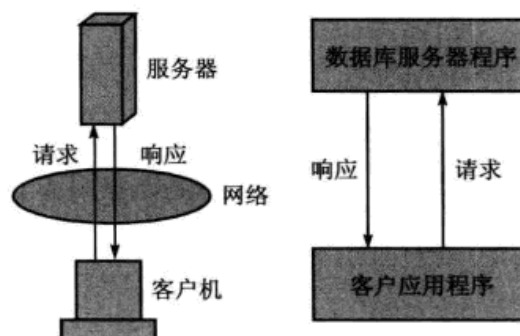 服务器
请求
响应
网络
客户机
数据库服务器程序
响应
请求
客户应用程序